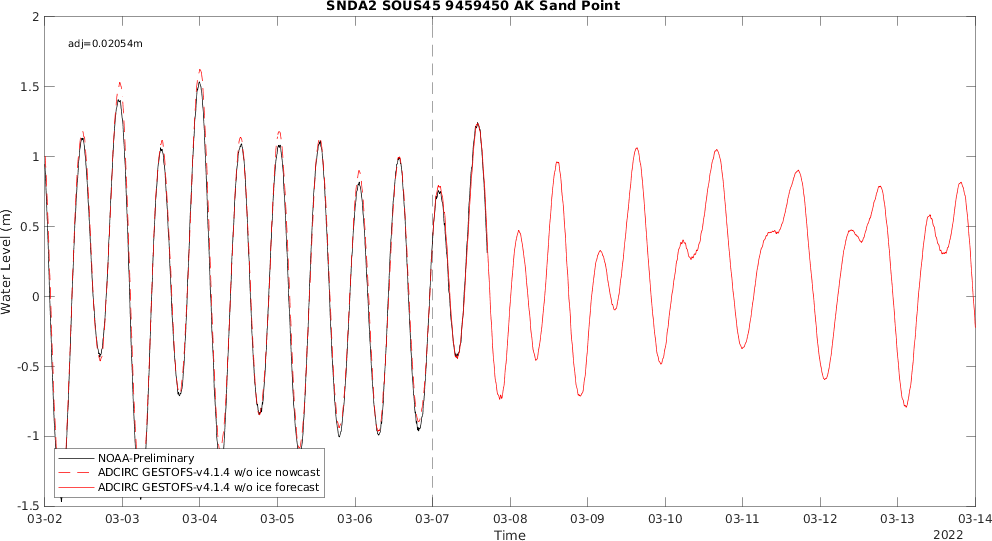 SNDA2 SOUS45 9459450 AK Sand Point
adj=0.02054m
2
1.5
1
0.5
0
-0.5
-1
-1.5
Water Level (m)
NOAA-Preliminary
ADCIRC GESTOFS-v4.1.4 w/o ice nowcast
ADCIRC GESTOFS-v4.1.4 w/o ice forecast
03-02 03-03 03-04 03-05 03-06 03-07 03-08 03-09 03-10 03-11 03-12 03-13 03-14
Time
2022